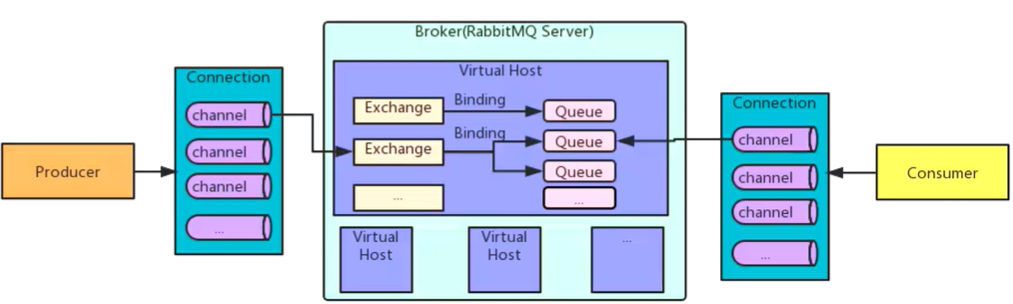 Broker(RabbitMQ Server)
Virtual Host
Connection
channel
channel
channel
...
Producer
Exchange
Binding
Queue
Exchange
Binding
Queue
Queue
...
...
Virtual
Host
Virtual
Host
...
Connection
channel
channel
channel
...
Consumer